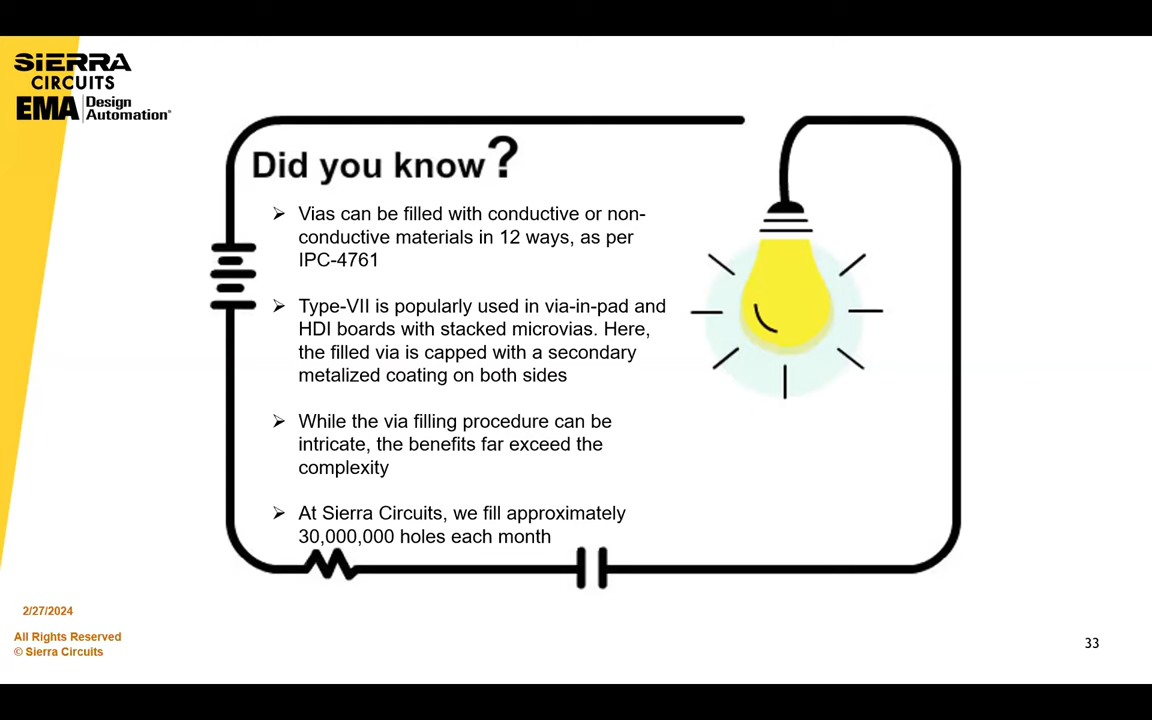 SIERRA
CIRCUITS
EMA Design
Automation®
Did you know?
➢ Vias can be filled with conductive or non-
conductive materials in 12 ways, as per
IPC-4761
➢ Type-VII is popularly used in via-in-pad and
HDI boards with stacked microvias. Here,
the filled via is capped with a secondary
metalized coating on both sides
➢ While the via filling procedure can be
intricate, the benefits far exceed the
complexity
➢ At Sierra Circuits, we fill approximately
30,000,000 holes each month
2/27/2024
All Rights Reserved
© Sierra Circuits
33